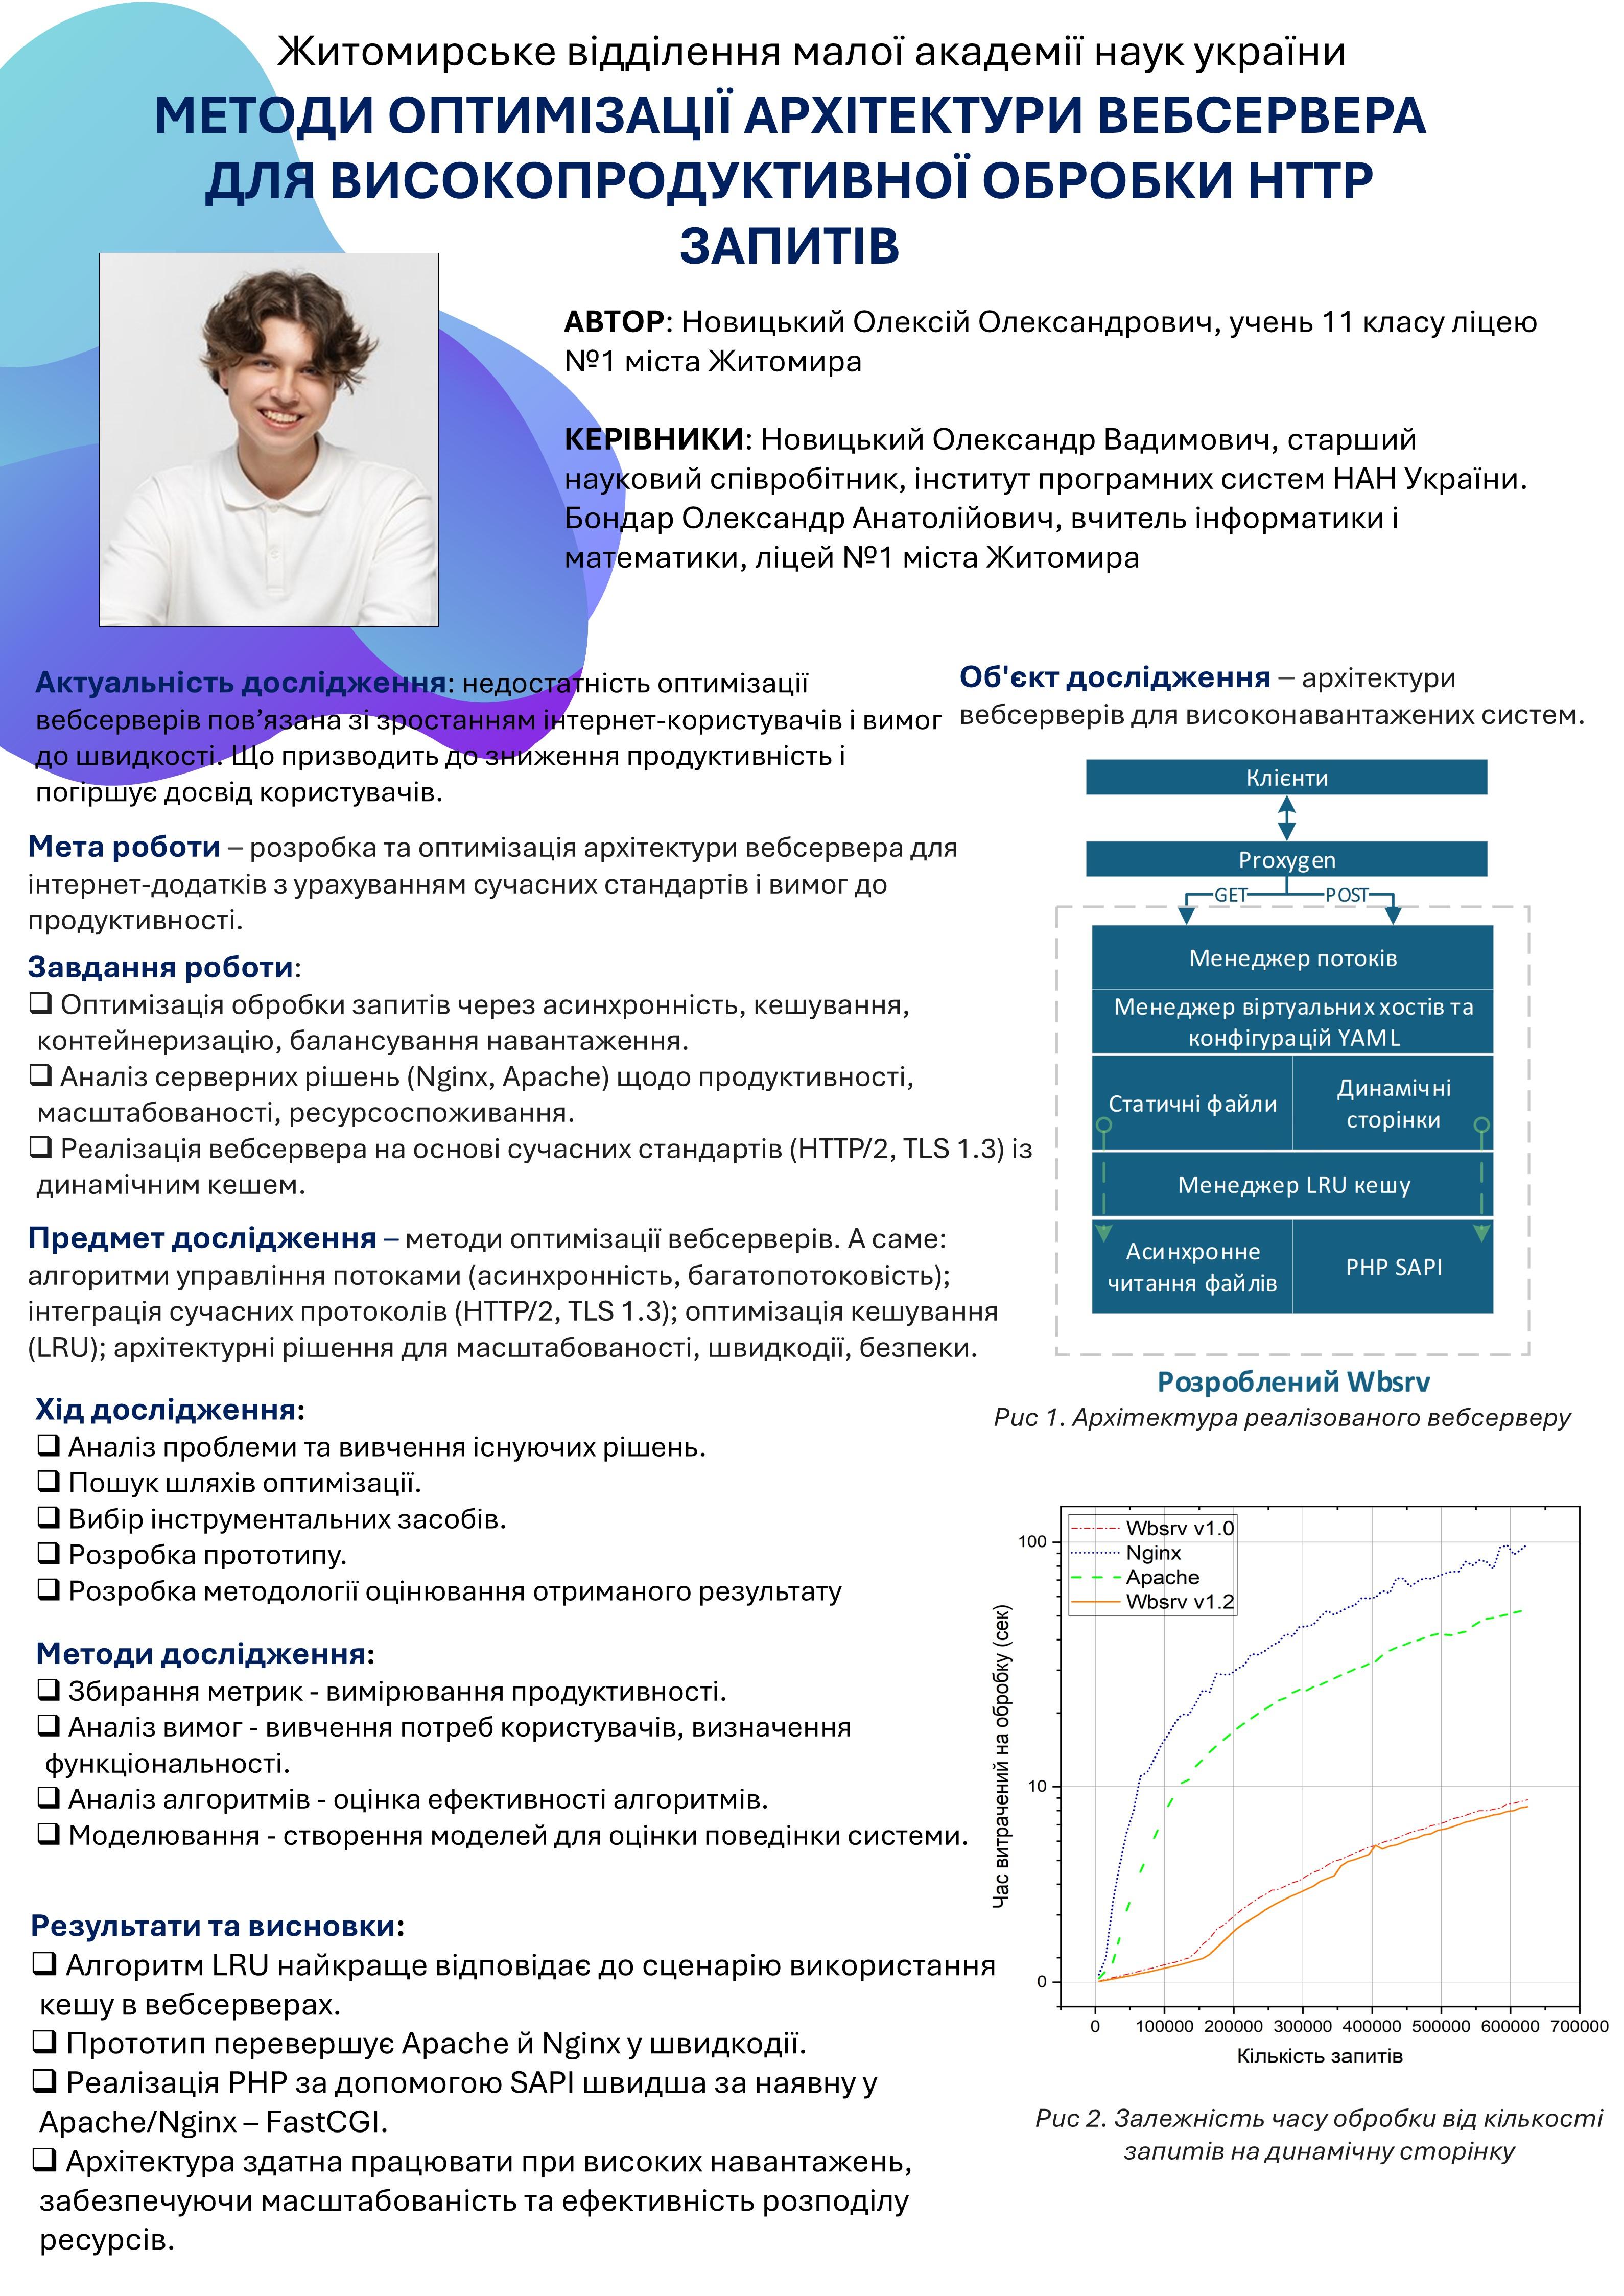 Житомирське відділення малої академії наук україни
МЕТОДИ ОПТИМІЗАЦІЇ АРХІТЕКТУРИ ВЕБСЕРВЕРА
ДЛЯ ВИСОКОПРОДУКТИВНОЇ ОБРОБКИ HTTP
ЗАПИТІВ
АВТОР: Новицький Олексій Олександрович, учень 11 класу ліцею
№1 міста Житомира
КЕРІВНИКИ: Новицький Олександр Вадимович, старший
науковий співробітник, інститут програмних систем НАН України.
Бондар Олександр Анатолійович, вчитель інформатики і
математики, ліцей №1 міста Житомира
Актуальність дослідження: недостатність оптимізації
вебсерверів пов’язана зі зростанням інтернет-користувачів і вимог
до швидкості. Що призводить до зниження продуктивність і
погіршує досвід користувачів.
Мета роботи – розробка та оптимізація архітектури вебсервера для
інтернет-додатків з урахуванням сучасних стандартів і вимог до
продуктивності.
Завдання роботи:
❑ Оптимізація обробки запитів через асинхронність, кешування,
контейнеризацію, балансування навантаження.
❑ Аналіз серверних рішень (Nginx, Apache) щодо продуктивності,
масштабованості, ресурсоспоживання.
❑ Реалізація вебсервера на основі сучасних стандартів (HTTP/2, TLS 1.3) із
динамічним кешем.
Предмет дослідження – методи оптимізації вебсерверів. А саме:
алгоритми управління потоками (асинхронність, багатопотоковість);
інтеграція сучасних протоколів (HTTP/2, TLS 1.3); оптимізація кешування
(LRU); архітектурні рішення для масштабованості, швидкодії, безпеки.
Хід дослідження:
❑ Аналіз проблеми та вивчення існуючих рішень.
❑ Пошук шляхів оптимізації.
❑ Вибір інструментальних засобів.
❑ Розробка прототипу.
❑ Розробка методології оцінювання отриманого результату
Методи дослідження:
❑ Збирання метрик - вимірювання продуктивності.
❑ Аналіз вимог - вивчення потреб користувачів, визначення
функціональності.
❑ Аналіз алгоритмів - оцінка ефективності алгоритмів.
❑ Моделювання - створення моделей для оцінки поведінки системи.
Результати та висновки:
❑ Алгоритм LRU найкраще відповідає до сценарію використання
кешу в вебсерверах.
❑ Прототип перевершує Apache й Nginx у швидкодії.
❑ Реалізація PHP за допомогою SAPI швидша за наявну у
Apache/Nginx – FastCGI.
❑ Архітектура здатна працювати при високих навантажень,
забезпечуючи масштабованість та ефективність розподілу
ресурсів.
Об'єкт дослідження – архітектури
вебсерверів для високонавантажених систем.
Клієнти
Proxygen
GET POST
Менеджер потоків
Менеджер віртуальних хостів та
конфігурацій YAML
Статичні файли
Динамічні
сторінки
Менеджер LRU кешу
Асинхронне
читання файлів
PHP SAPI
Розроблений Wbsrv
Рис 1. Архітектура реалізованого вебсерверу
Wbsrv v1.0
Nginx
Apache
Wbsrv v1.2
100
10
0
Час витрачений на обробку (сек)
0 100000 200000 300000 400000 500000 600000 700000
Кількість запитів
Рис 2. Залежність часу обробки від кількості
запитів на динамічну сторінку